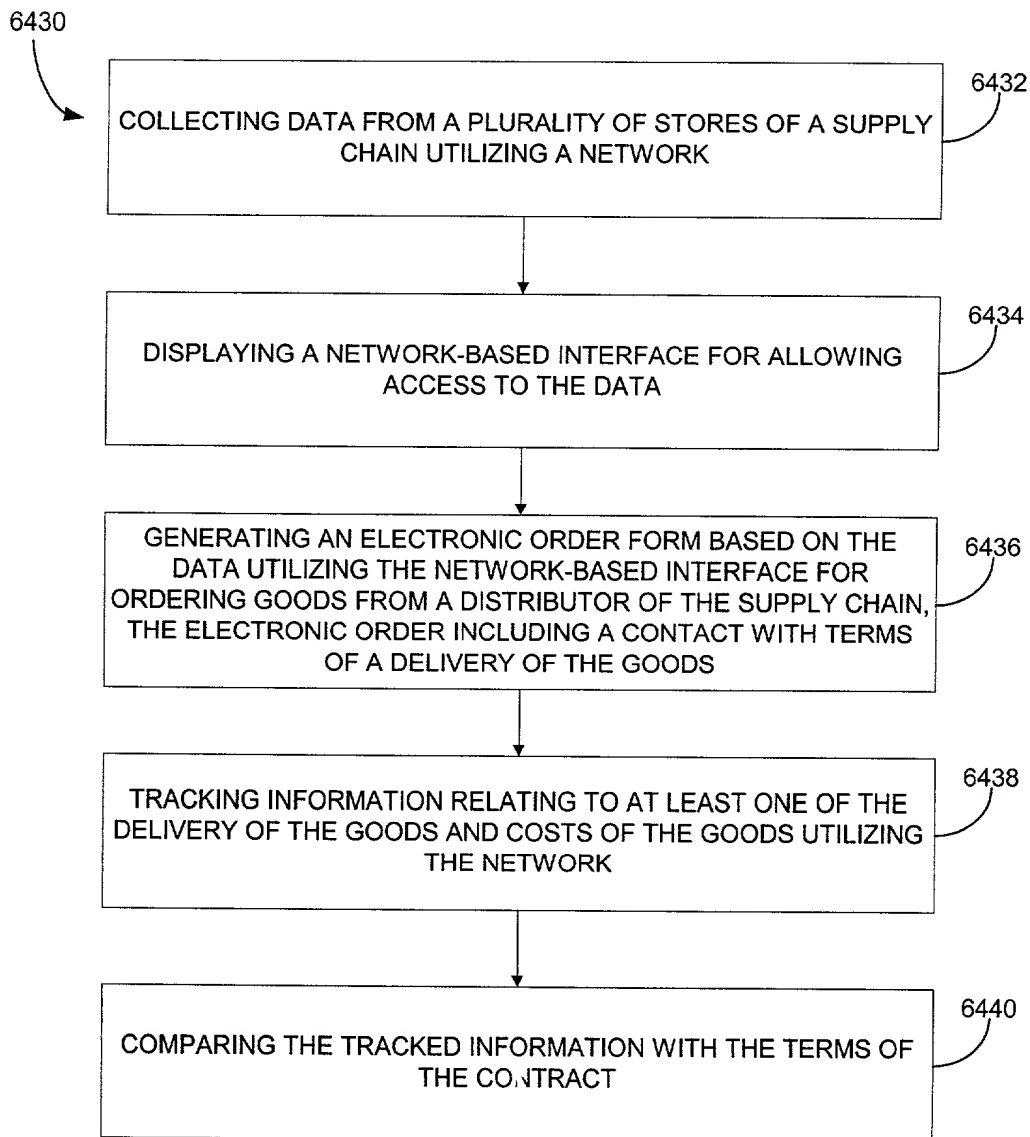 6430
6432
COLLECTING DATA FROM A PLURALITY OF STORES OF A SUPPLY
CHAIN UTILIZING A NETWORK
6434
DISPLAYING A NETWORK-BASED INTERFACE FOR ALLOWING
ACCESS TO THE DATA
6436
GENERATING AN ELECTRONIC ORDER FORM BASED ON THE
DATA UTILIZING THE NETWORK-BASED INTERFACE FOR
ORDERING GOODS FROM A DISTRIBUTOR OF THE SUPPLY CHAIN,
THE ELECTRONIC ORDER INCLUDING A CONTACT WITH TERMS
OF A DELIVERY OF THE GOODS
6438
TRACKING INFORMATION RELATING TO AT LEAST ONE OF THE
DELIVERY OF THE GOODS AND COSTS OF THE GOODS UTILIZING
THE NETWORK
6440
COMPARING THE TRACKED INFORMATION WITH THE TERMS OF
THE CONTRACT